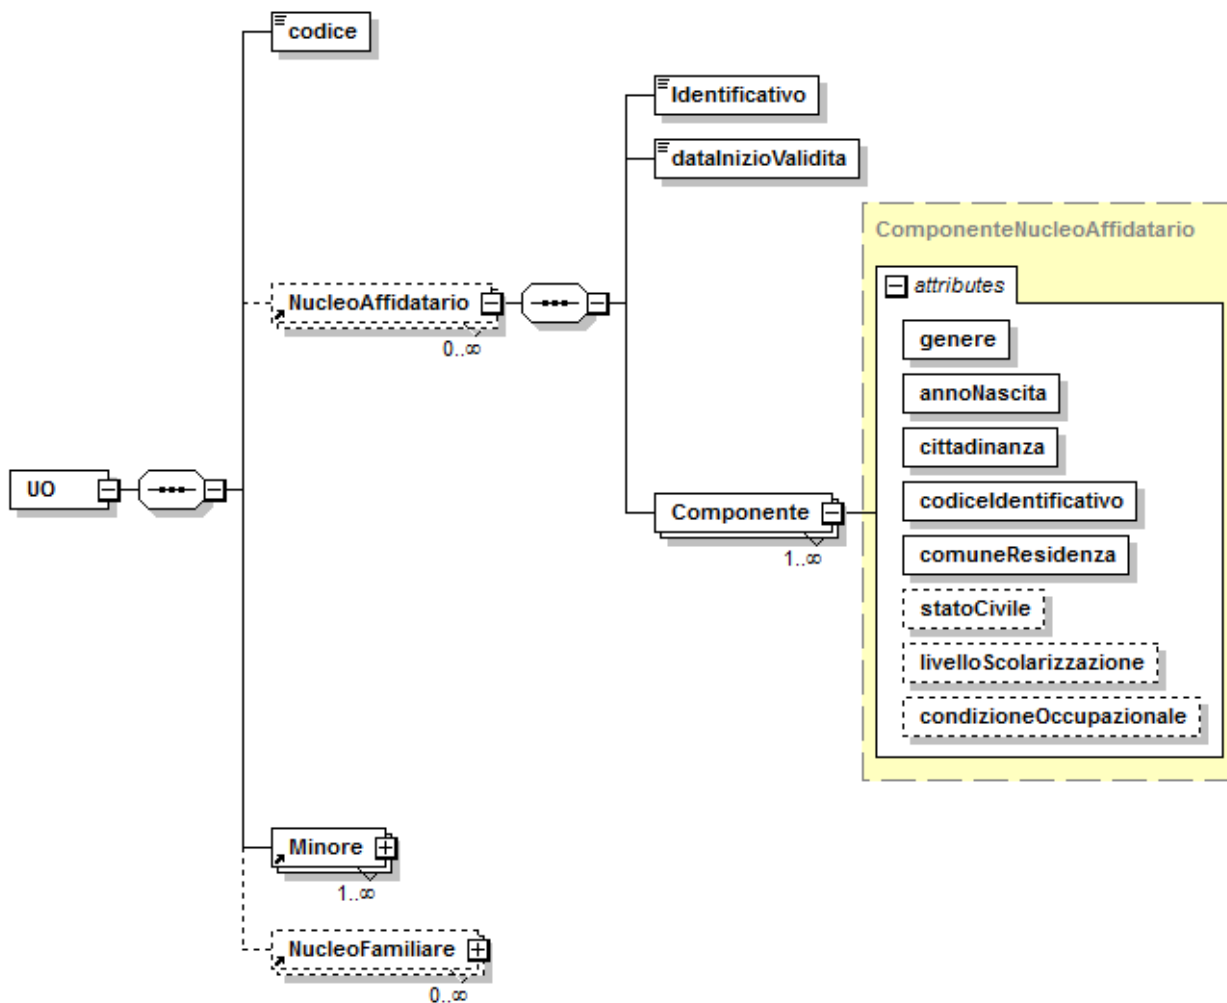 codice
Identificativo
dataInizioValidita
ComponenteNucleoAffidatario
attributes
genere
NucleoAffidatario
0..∞
annoNascita
cittadinanza
UO
codiceIdentificativo
Componente
1..∞
comuneResidenza
statoCivile
livelloScolarizzazione
condizioneOccupazionale
Minore
1..∞
NucleoFamiliare
0..∞